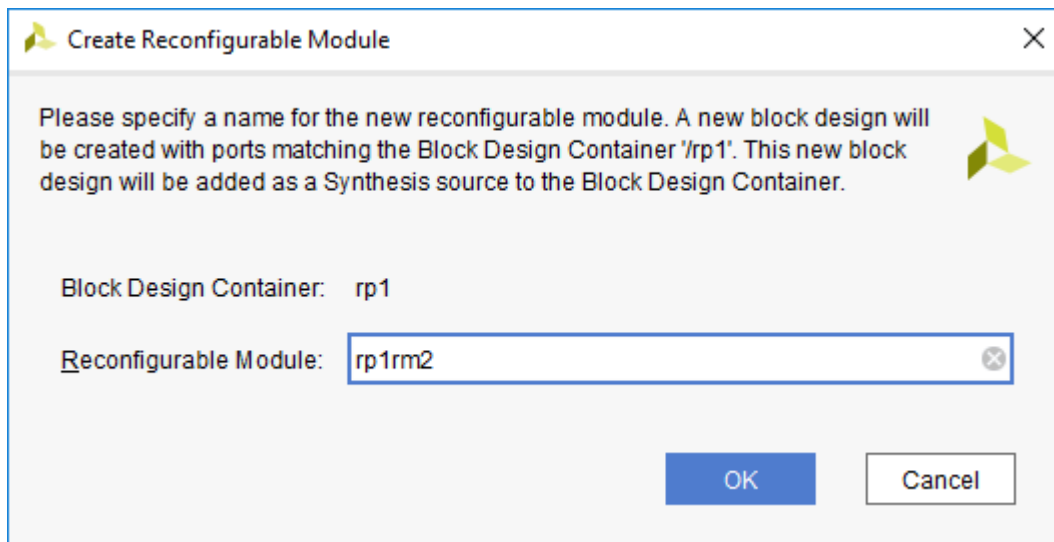 Create Reconfigurable Module
Please specify a name for the new reconfigurable module. A new block design will
be created with ports matching the Block Design Container '/rp1'. This new block
design will be added as a Synthesis source to the Block Design Container.
Block Design Container: rp1
Reconfigurable Module: rp1rm2
OK Cancel